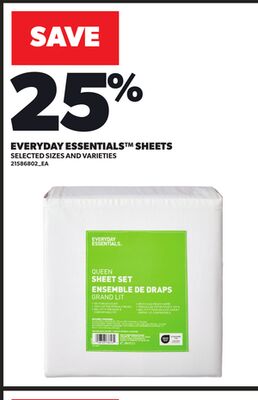 SAVE
25%
EVERYDAY ESSENTIALS™ SHEETS
SELECTED SIZES AND VARIETIES
21586802_EA
EVERYDAY
ESSENTIALS.
QUEEN
SHEET SET
ENSEMBLE DE DRAPS
GRAND LIT